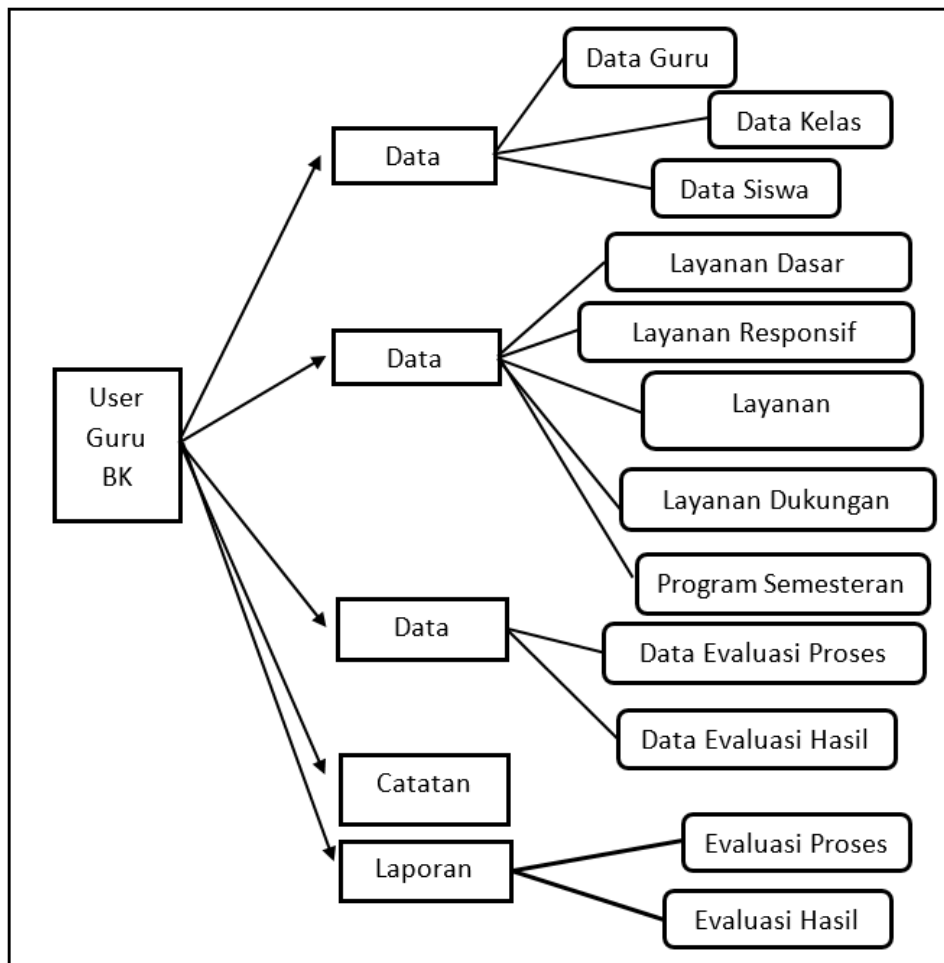 User
Guru
BK
Data
Data Guru
Data Kelas
Data Siswa
Data
Layanan Dasar
Layanan Responsif
Layanan
Layanan Dukungan
Program Semesteran
Data
Data Evaluasi Proses
Data Evaluasi Hasil
Catatan
Laporan
Evaluasi Proses
Evaluasi Hasil